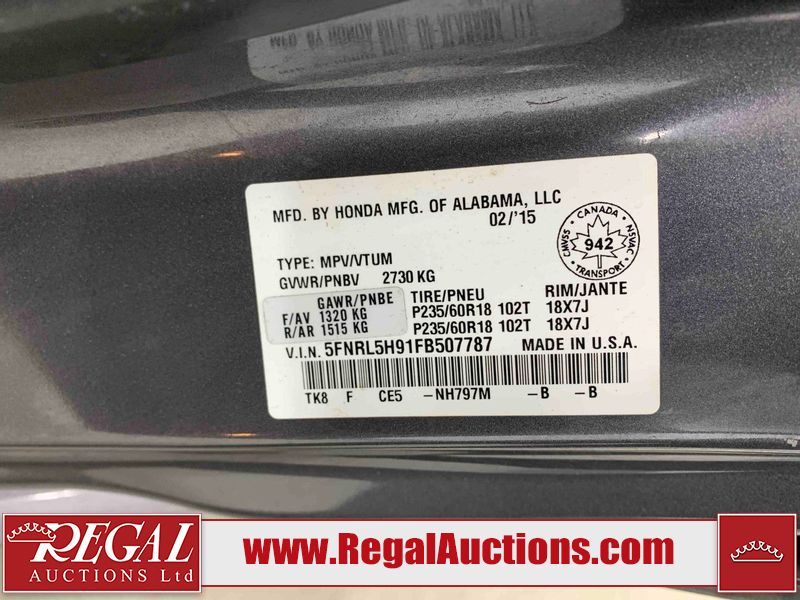 MFD. BY HONDA MFG. OF ALABAMA, LLC
02/'15
CANADA
CMVSS
942
NSVAC
TRANSPORT
TYPE: MPV/VTUM
GVWR/PNBV 2730 KG
GAWR/PNBE TIRE/PNEU RIM/JANTE
F/AV 1320 KG P235/60R18 102T 18X7J
R/AR 1515 KG P235/60R18 102T 18X7J
V.I.N. 5FNRL5H91FB507787 MADE IN U.S.A.
TK8 F CE5 –NH797M –B –B
REGAL
AUCTIONS Ltd
www.RegalAuctions.com